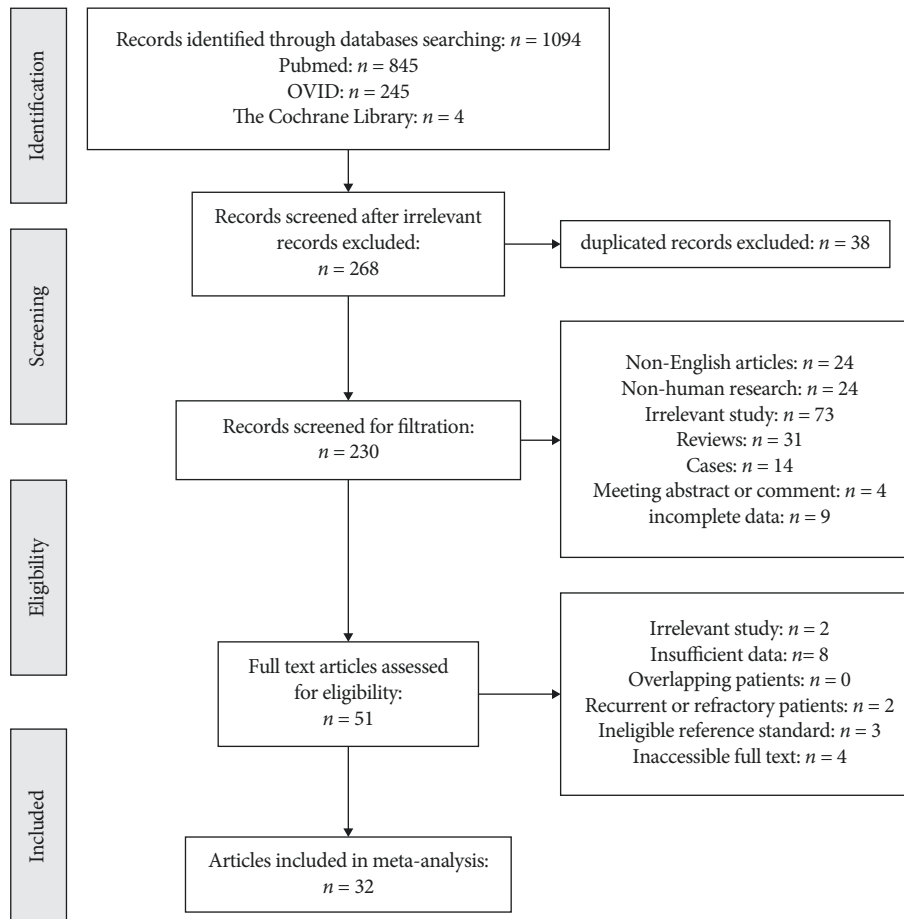 Identification
Records identified through databases searching: n = 1094
Pubmed: n = 845
OVID: n = 245
The Cochrane Library: n = 4
Records screened after irrelevant
records excluded:
n = 268
duplicated records excluded: n = 38
Screening
Records screened for filtration:
n = 230
Non-English articles: n = 24
Non-human research: n = 24
Irrelevant study: n = 73
Reviews: n = 31
Cases: n = 14
Meeting abstract or comment: n = 4
incomplete data: n = 9
Eligibility
Full text articles assessed
for eligibility:
n = 51
Irrelevant study: n = 2
Insufficient data: n= 8
Overlapping patients: n = 0
Recurrent or refractory patients: n = 2
Ineligible reference standard: n = 3
Inaccessible full text: n = 4
Included
Articles included in meta-analysis:
n = 32